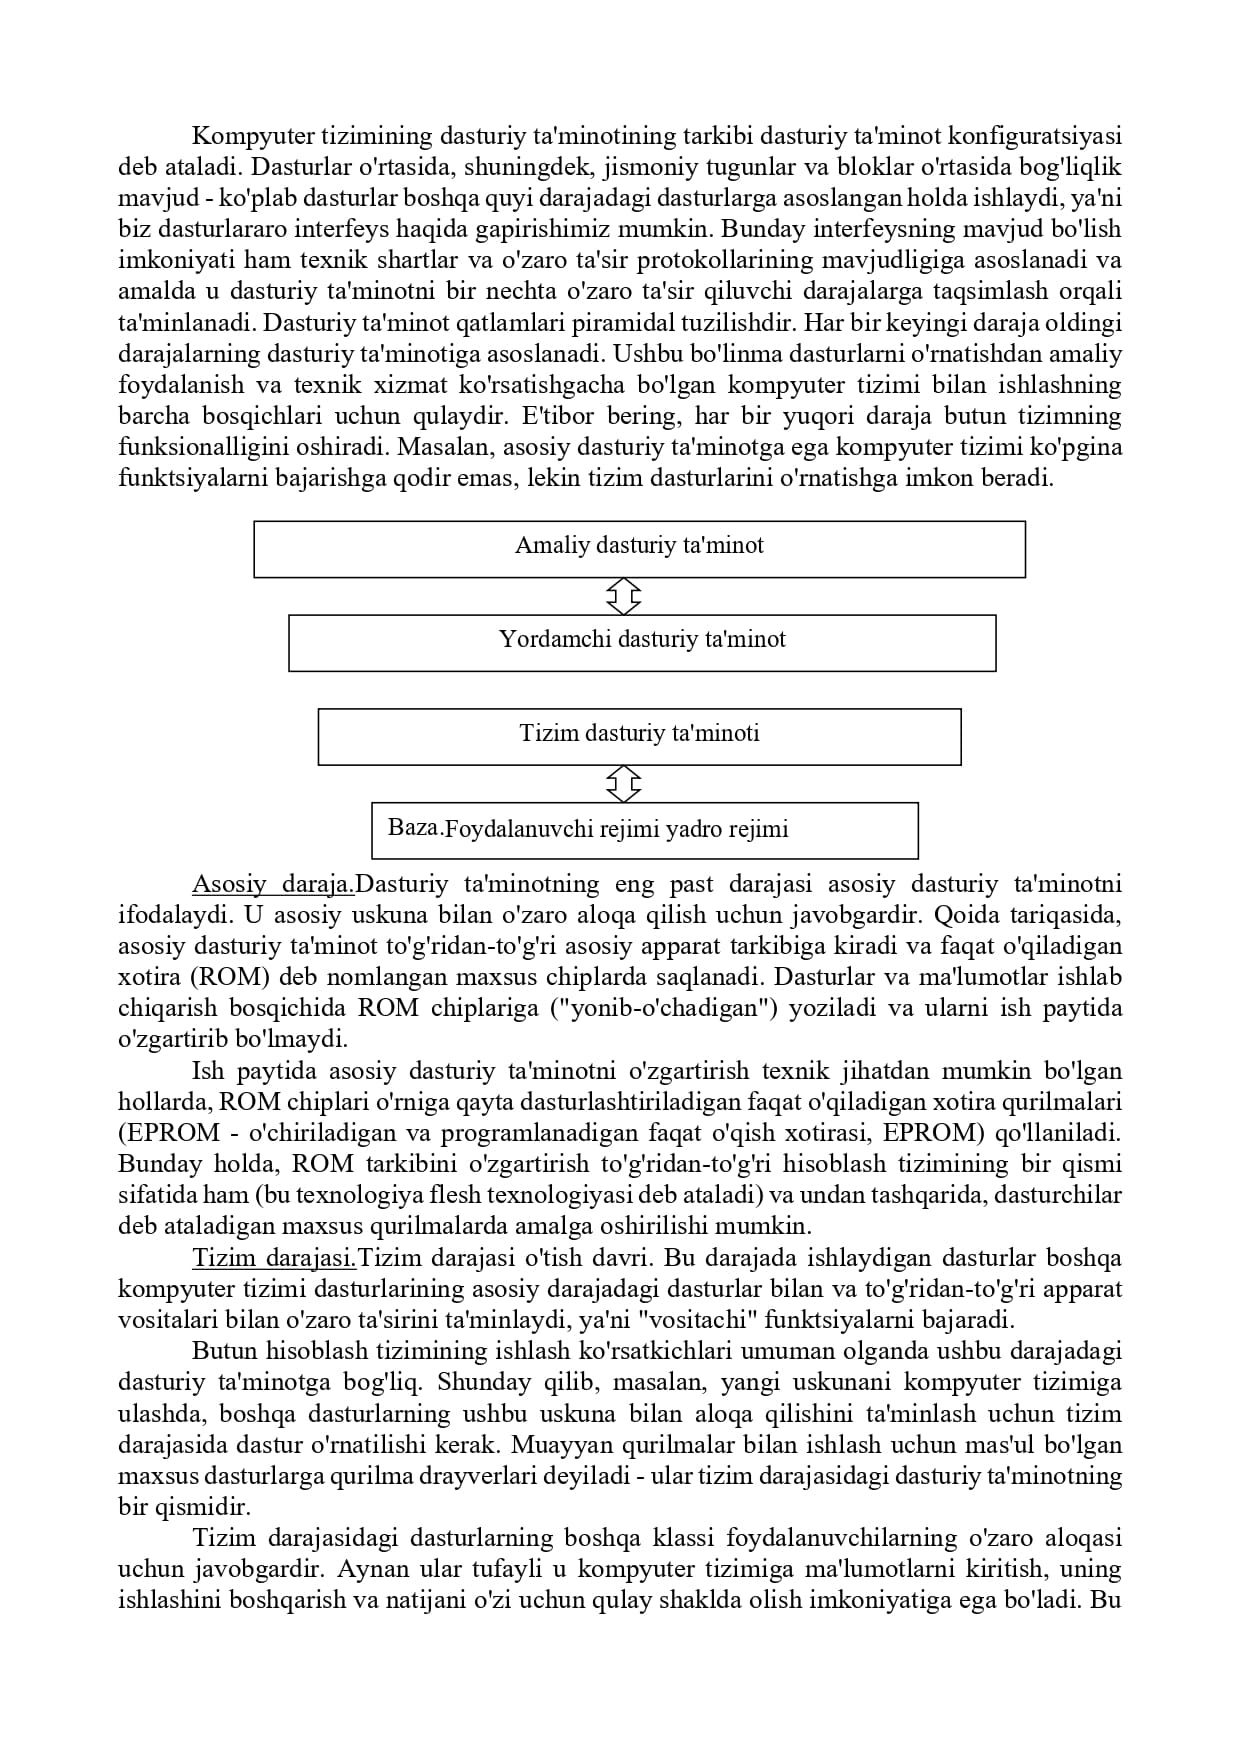 Kompyuter tizimining dasturiy ta'minotining tarkibi dasturiy ta'minot konfiguratsiyasi
deb ataladi. Dasturlar o'rtasida, shuningdek, jismoniy tugunlar va bloklar o'rtasida bog'liqlik
mavjud - ko'plab dasturlar boshqa quyi darajadagi dasturlarga asoslangan holda ishlaydi, ya'ni
biz dasturlararo interfeys haqida gapirishimiz mumkin. Bunday interfeysning mavjud bo'lish
imkoniyati ham texnik shartlar va o'zaro ta'sir protokollarining mavjudligiga asoslanadi va
amalda u dasturiy ta'minotni bir nechta o'zaro ta'sir qiluvchi darajalarga taqsimlash orqali
ta'minlanadi. Dasturiy ta'minot qatlamlari piramidal tuzilishdir. Har bir keyingi daraja oldingi
darajalarning dasturiy ta'minotiga asoslanadi. Ushbu bo'linma dasturlarni o'rnatishdan amaliy
foydalanish va texnik xizmat ko'rsatishgacha bo'lgan kompyuter tizimi bilan ishlashning
barcha bosqichlari uchun qulaydir. E'tibor bering, har bir yuqori daraja butun tizimning
funksionalligini oshiradi. Masalan, asosiy dasturiy ta'minotga ega kompyuter tizimi ko'pgina
funktsiyalarni bajarishga qodir emas, lekin tizim dasturlarini o'rnatishga imkon beradi.
Amaliy dasturiy ta'minot
Yordamchi dasturiy ta'minot
Tizim dasturiy ta'minoti
Baza.Foydalanuvchi rejimi yadro rejimi
Asosiy daraja.Dasturiy ta'minotning eng past darajasi asosiy dasturiy ta'minotni
ifodalaydi. U asosiy uskuna bilan o'zaro aloqa qilish uchun javobgardir. Qoida tariqasida,
asosiy dasturiy ta'minot to'g'ridan-to'g'ri asosiy apparat tarkibiga kiradi va faqat o'qiladigan
xotira (ROM) deb nomlangan maxsus chiplarda saqlanadi. Dasturlar va ma'lumotlar ishlab
chiqarish bosqichida ROM chiplariga ("yonib-o'chadigan") yoziladi va ularni ish paytida
o'zgartirib bo'lmaydi.
Ish paytida asosiy dasturiy ta'minotni o'zgartirish texnik jihatdan mumkin bo'lgan
hollarda, ROM chiplari o'rniga qayta dasturlashtiriladigan faqat o'qiladigan xotira qurilmalari
(EPROM - o'chiriladigan va programlanadigan faqat o'qish xotirasi, EPROM) qo'llaniladi.
Bunday holda, ROM tarkibini o'zgartirish to'g'ridan-to'g'ri hisoblash tizimining bir qismi
sifatida ham (bu texnologiya flesh texnologiyasi deb ataladi) va undan tashqarida, dasturchilar
deb ataladigan maxsus qurilmalarda amalga oshirilishi mumkin.
Tizim darajasi.Tizim darajasi o'tish davri. Bu darajada ishlaydigan dasturlar boshqa
kompyuter tizimi dasturlarining asosiy darajadagi dasturlar bilan va to'g'ridan-to'g'ri apparat
vositalari bilan o'zaro ta'sirini ta'minlaydi, ya'ni "vositachi" funktsiyalarni bajaradi.
Butun hisoblash tizimining ishlash ko'rsatkichlari umuman olganda ushbu darajadagi
dasturiy ta'minotga bog'liq. Shunday qilib, masalan, yangi uskunani kompyuter tizimiga
ulashda, boshqa dasturlarning ushbu uskuna bilan aloqa qilishini ta'minlash uchun tizim
darajasida dastur o'rnatilishi kerak. Muayyan qurilmalar bilan ishlash uchun mas'ul bo'lgan
maxsus dasturlarga qurilma drayverlari deyiladi - ular tizim darajasidagi dasturiy ta'minotning
bir qismidir.
Tizim darajasidagi dasturlarning boshqa klassi foydalanuvchilarning o'zaro aloqasi
uchun javobgardir. Aynan ular tufayli u kompyuter tizimiga ma'lumotlarni kiritish, uning
ishlashini boshqarish va natijani o'zi uchun qulay shaklda olish imkoniyatiga ega bo'ladi. Bu